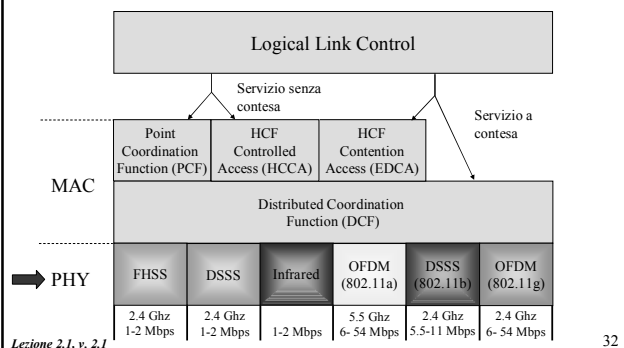 Logical Link Control
Servizio senza
contesa
Servizio a
contesa
Point
Coordination
Function (PCF)
HCF
Controlled
Access (HCCA)
HCF
Contention
Access (EDCA)
MAC
Distributed Coordination
Function (DCF)
PHY
FHSS
DSSS
Infrared
OFDM
(802.11a)
DSSS
(802.11b)
OFDM
(802.11g)
2.4 Ghz
1-2 Mbps
2.4 Ghz
1-2 Mbps
1-2 Mbps
5.5 Ghz
6- 54 Mbps
2.4 Ghz
5.5-11 Mbps
2.4 Ghz
6- 54 Mbps
Lezione 2.1, v. 2.1
32